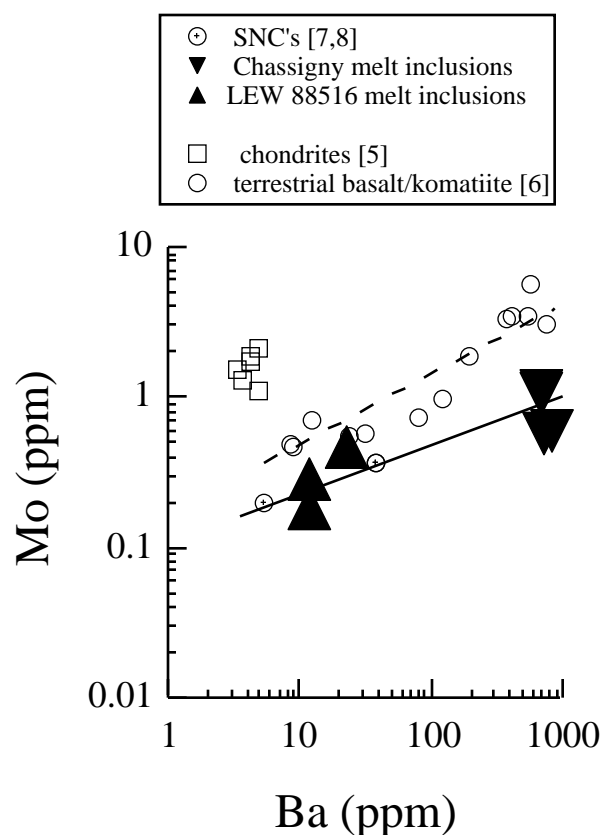 SNC's [7,8]
Chassigny melt inclusions
LEW 88516 melt inclusions
chondrites [5]
terrestrial basalt/komatiite [6]
10
1
0.1
0.01
Mo (ppm)
1 10 100 1000
Ba (ppm)